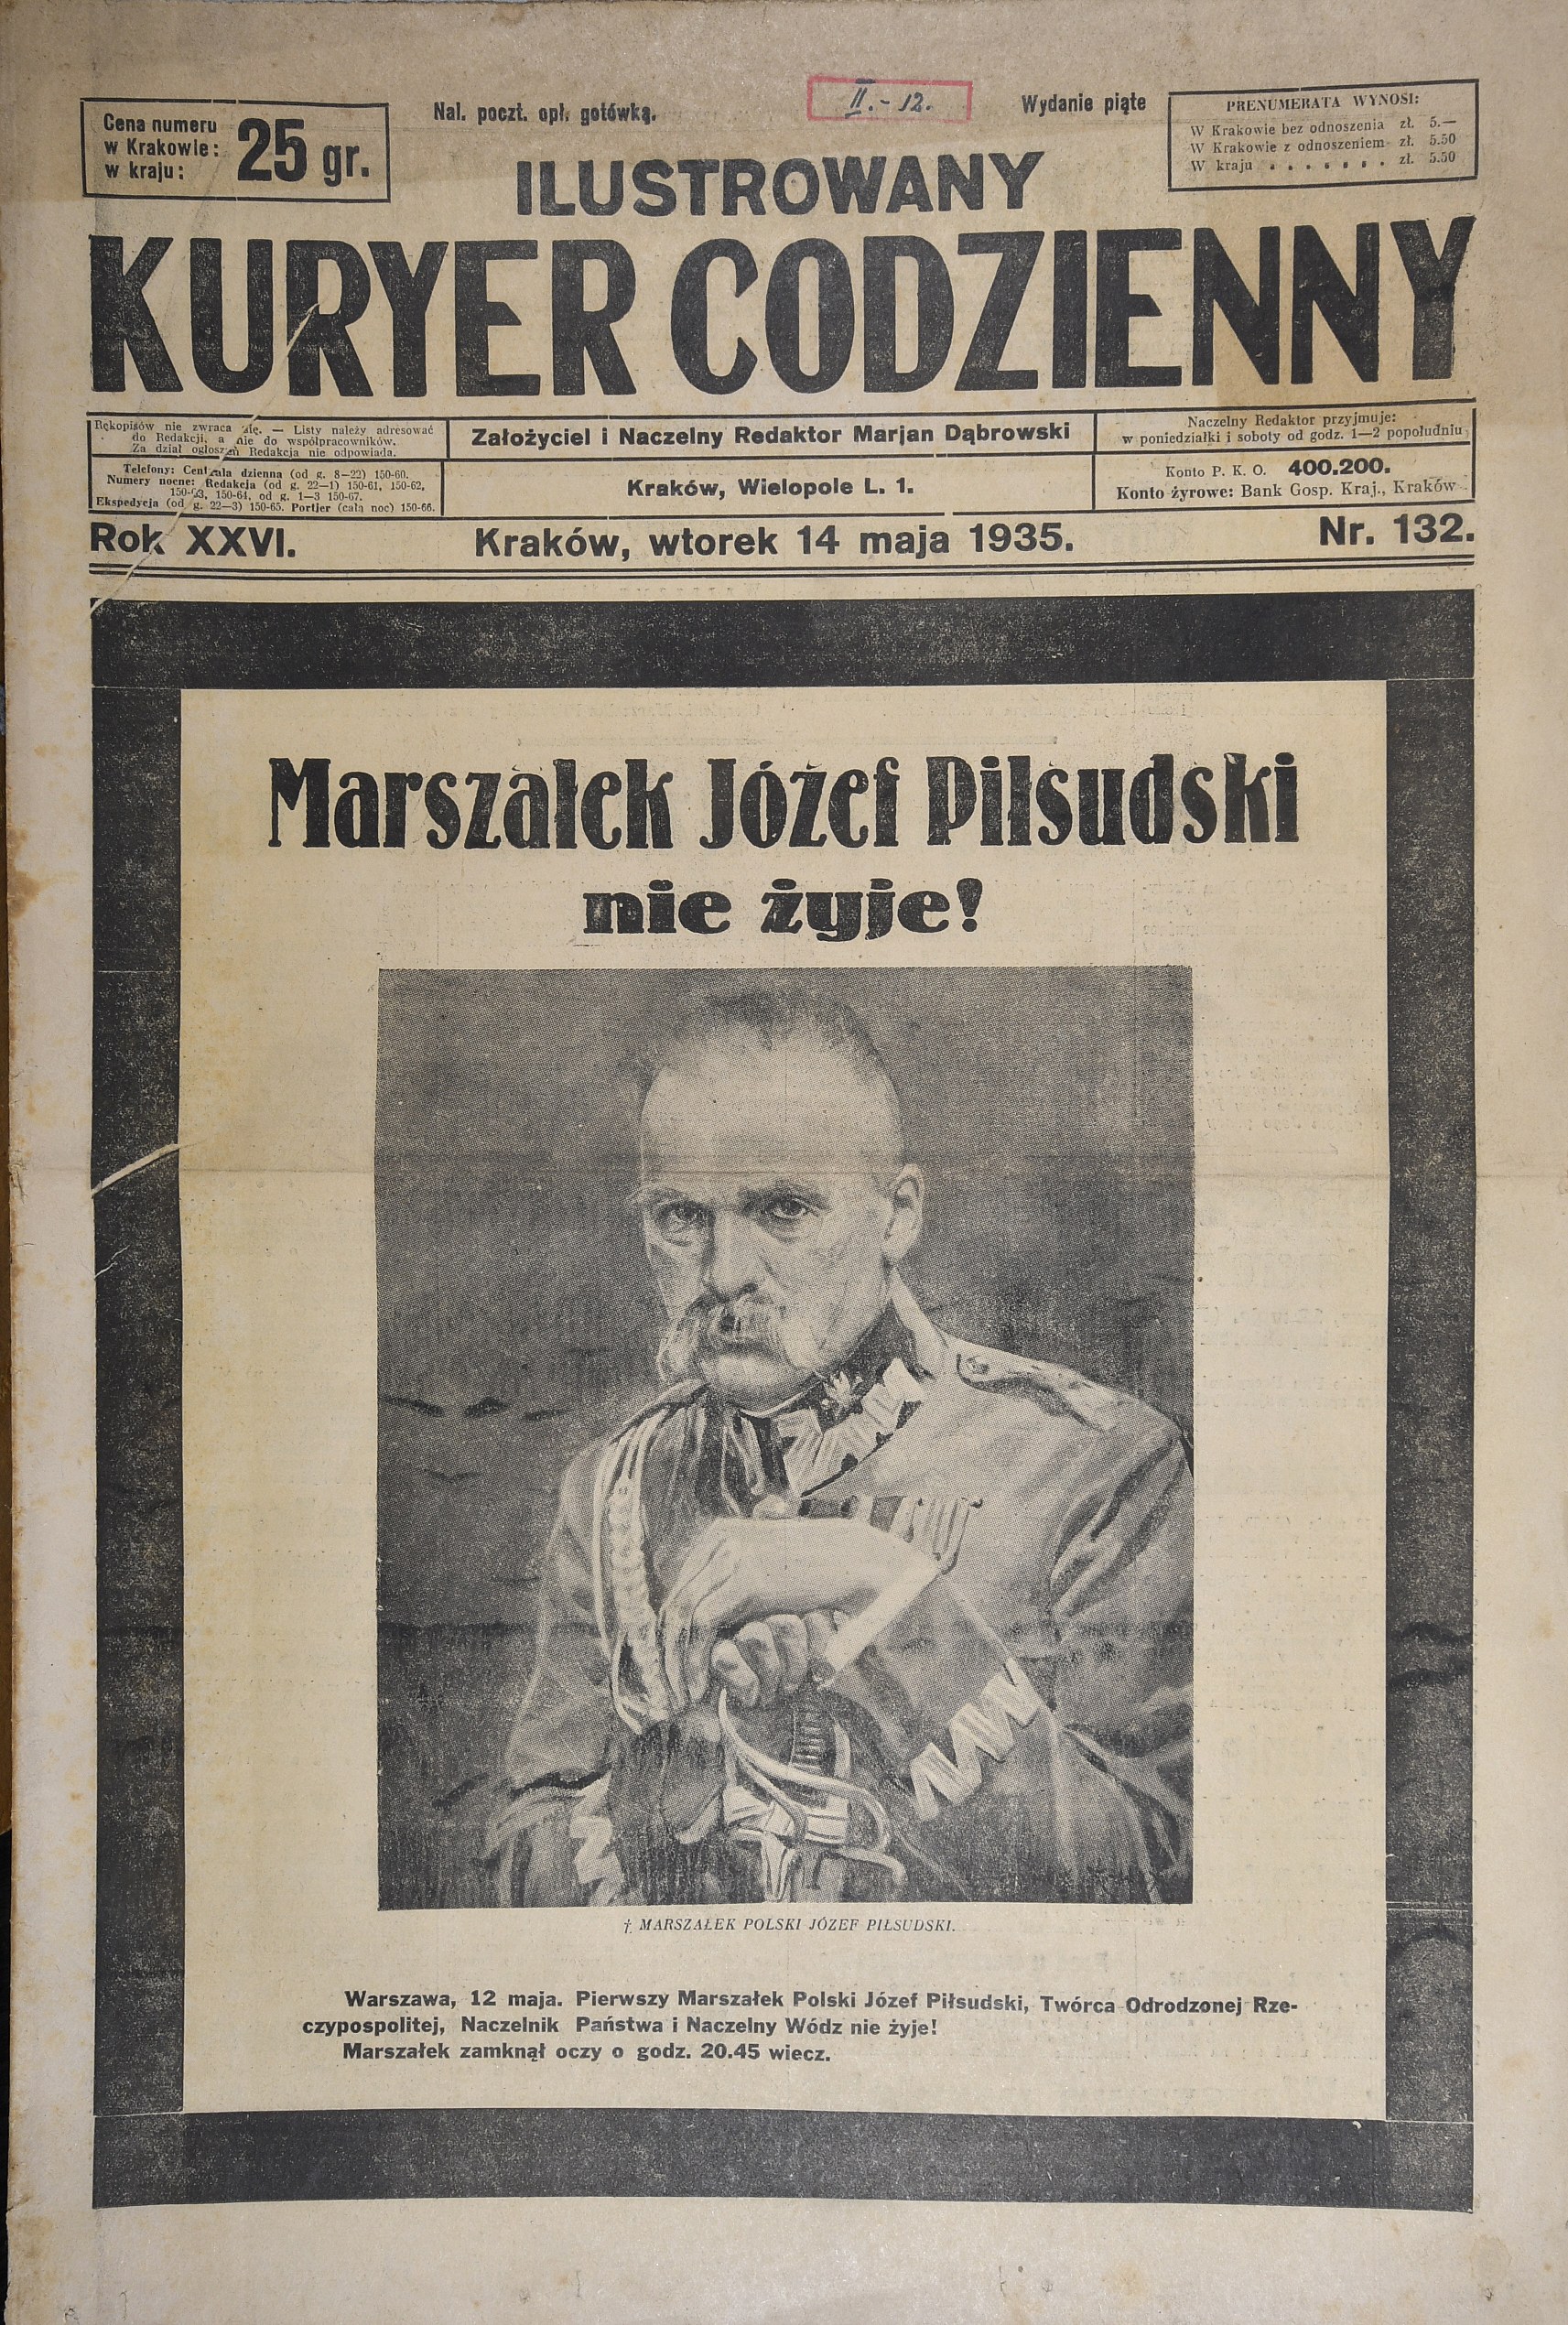 Cena numeru
w Krakowie:
w kraju:
25 gr.
Nal. poczt. opł. gotówką.
II.-12.
Wydanie piąte
PRENUMERATA WYNOSI:
W Krakowie bez odnoszenia zł. 5.—
W Krakowie z odnoszeniem zł. 5.50
W kraju . . . . . . . zł. 5.50
ILUSTROWANY
KURYER CODZIENNY
Rękopisów nie zwraca się. — Listy należy adresować
do Redakcji, a nie do współpracowników.
Za dział ogłoszeń Redakcja nie odpowiada.
Telefony: Centrala dzienna (od g. 8—22) 150-60.
Numery nocne: Redakcja (od g. 22—1) 150-61, 150-62,
150-63, 150-64, od g. 1—3 150-67.
Ekspedycja (od g. 22—3) 150-65. Portjer (całą noc) 150-66.
Założyciel i Naczelny Redaktor Marjan Dąbrowski
Kraków, Wielopole L. 1.
Naczelny Redaktor przyjmuje:
w poniedziałki i soboty od godz. 1—2 popołudniu
Konto P. K. O. 400.200.
Konto żyrowe: Bank Gosp. Kraj., Kraków
Rok XXVI.
Kraków, wtorek 14 maja 1935.
Nr. 132.
Marszałek Józef Piłsudski
nie żyje!
†. MARSZAŁEK POLSKI JÓZEF PIŁSUDSKI.
Warszawa, 12 maja. Pierwszy Marszałek Polski Józef Piłsudski, Twórca Odrodzonej Rze-
czypospolitej, Naczelnik Państwa i Naczelny Wódz nie żyje!
Marszałek zamknął oczy o godz. 20.45 wiecz.